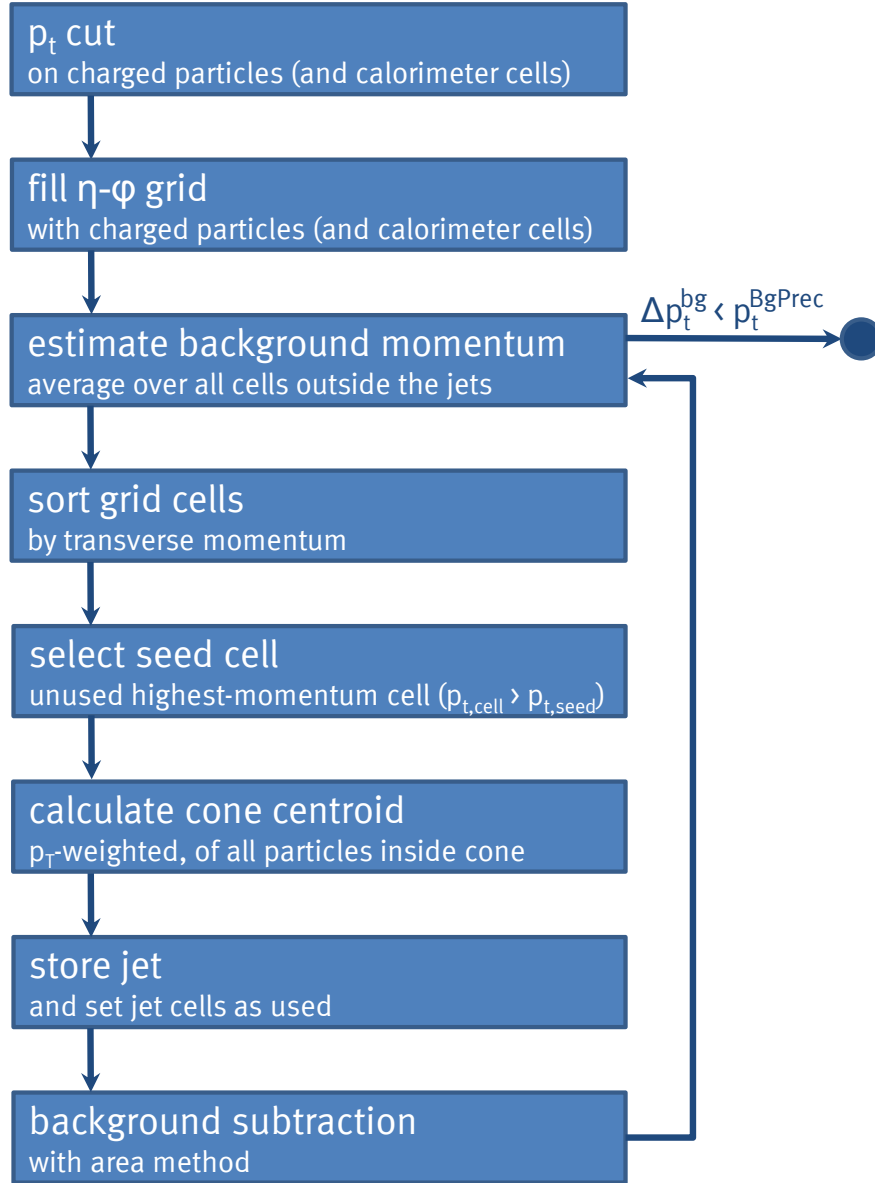 pt cut
on charged particles (and calorimeter cells)
fill η-φ grid
with charged particles (and calorimeter cells)
estimate background momentum
average over all cells outside the jets
Δptbg < ptBgPrec
sort grid cells
by transverse momentum
select seed cell
unused highest-momentum cell (pt,cell > pt,seed)
calculate cone centroid
pT-weighted, of all particles inside cone
store jet
and set jet cells as used
background subtraction
with area method